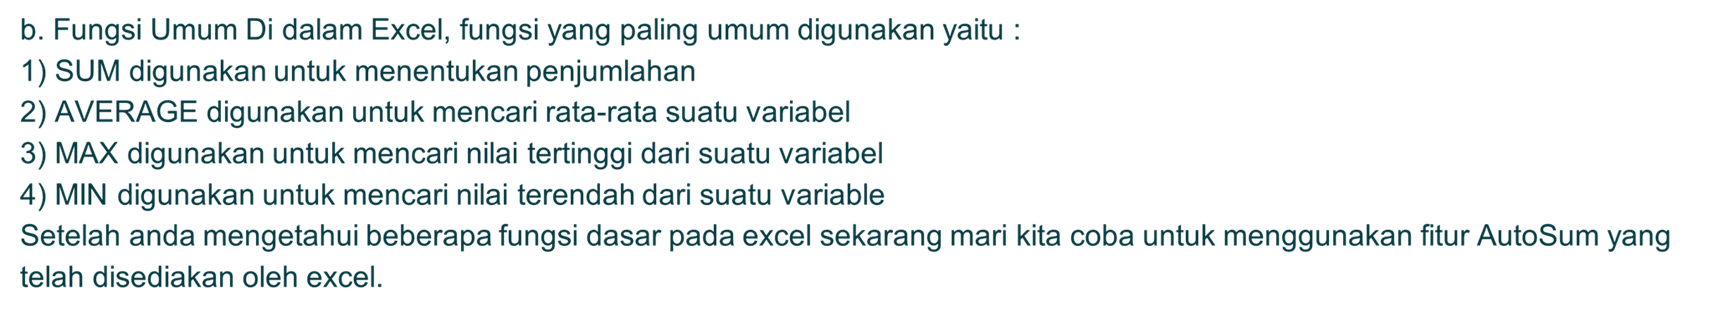 b. Fungsi Umum Di dalam Excel, fungsi yang paling umum digunakan yaitu :
1) SUM digunakan untuk menentukan penjumlahan
2) AVERAGE digunakan untuk mencari rata-rata suatu variabel
3) MAX digunakan untuk mencari nilai tertinggi dari suatu variabel
4) MIN digunakan untuk mencari nilai terendah dari suatu variable
Setelah anda mengetahui beberapa fungsi dasar pada excel sekarang mari kita coba untuk menggunakan fitur AutoSum yang
telah disediakan oleh excel.